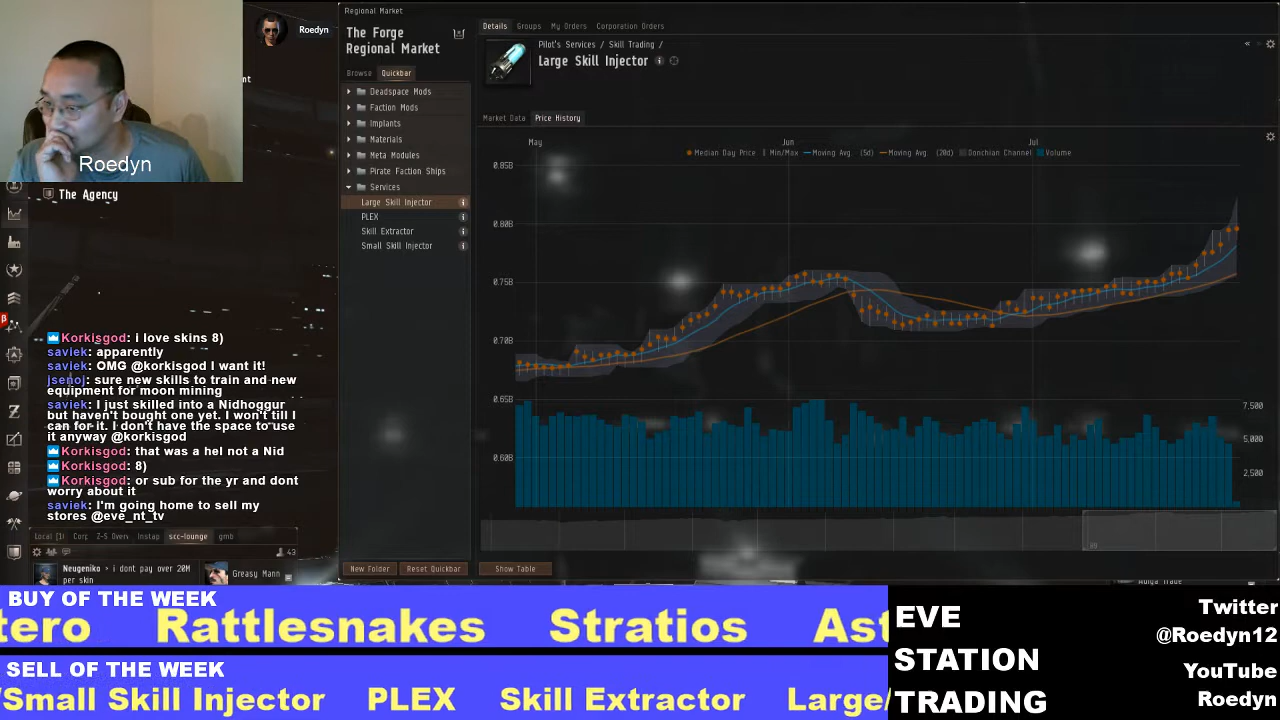 Roedyn
Roedyn
The Agency
Korkisgod: I love skins 8)
saviek: apparently
saviek: OMG @korkisgod I want it!
jsenoj: sure new skills to train and new
equipment for moon mining
saviek: I just skilled into a Nidhoggur
but haven't bought one yet. I won't till I
can for it. I don't have the space to use
it anyway @korkisgod
Korkisgod: that was a hel not a Nid
Korkisgod: 8)
Korkisgod: or sub for the yr and dont
worry about it
saviek: I'm going home to sell my
stores @eve_nt_tv
Local [1] Corp Z-S Overv Instap scc-lounge gmb
43
Neugeniko > i dont pay over 20M
per skin
Greasy Mann
Regional Market
The Forge
Regional Market
Browse Quickbar
Deadspace Mods
Faction Mods
Implants
Materials
Meta Modules
Pirate Faction Ships
Services
Large Skill Injector
PLEX
Skill Extractor
Small Skill Injector
New Folder Reset Quickbar
Details Groups My Orders Corporation Orders
Pilot's Services / Skill Trading /
Large Skill Injector
Market Data Price History
May Jun Jul
Median Day Price Min/Max Moving Avg (5d) Moving Avg (20d) Donchian Channel Volume
0.85B
0.80B
0.75B
0.70B
0.65B
0.60B
7,500
5,000
2,500
09
Show Table
BUY OF THE WEEK
tero Rattlesnakes Stratios Ast
SELL OF THE WEEK
/Small Skill Injector PLEX Skill Extractor Large/
EVE
STATION
TRADING
Twitter
@Roedyn12
YouTube
Roedyn